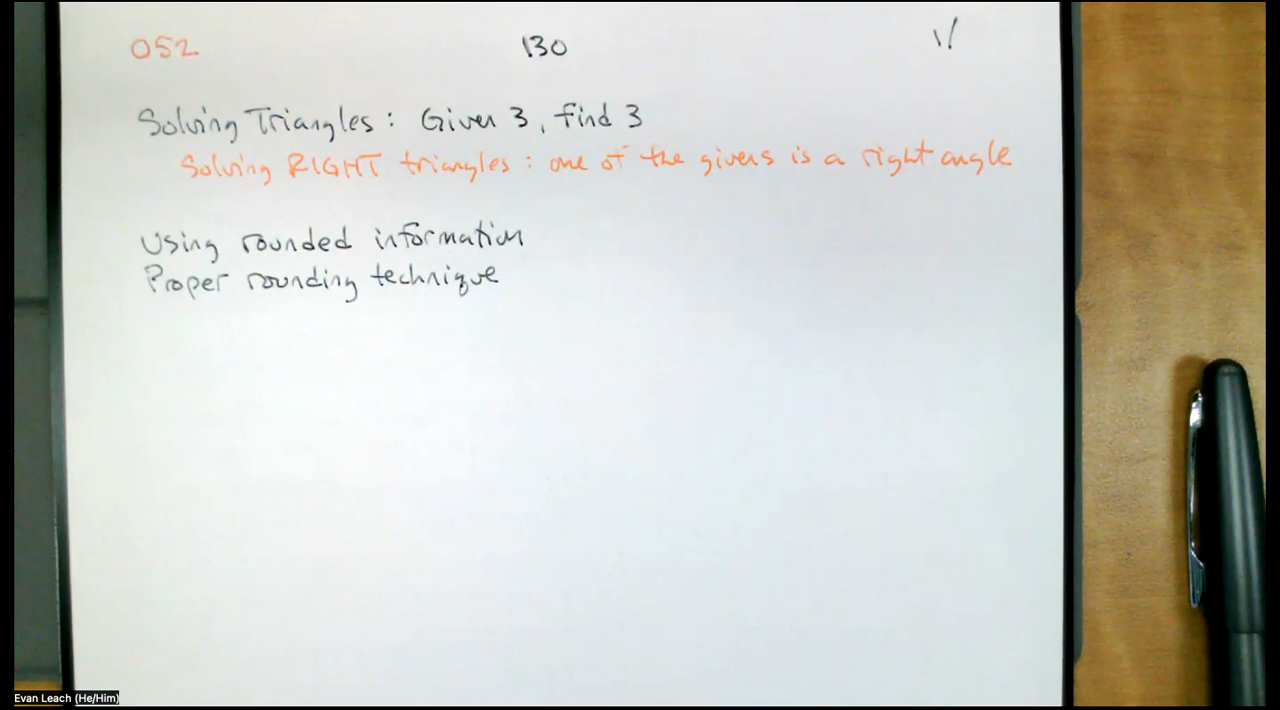 052 130 1/
Solving Triangles: Given 3, find 3
Solving RIGHT triangles: one of the givens is a right angle
Using rounded information
Proper rounding technique
Evan Leach (He/Him)